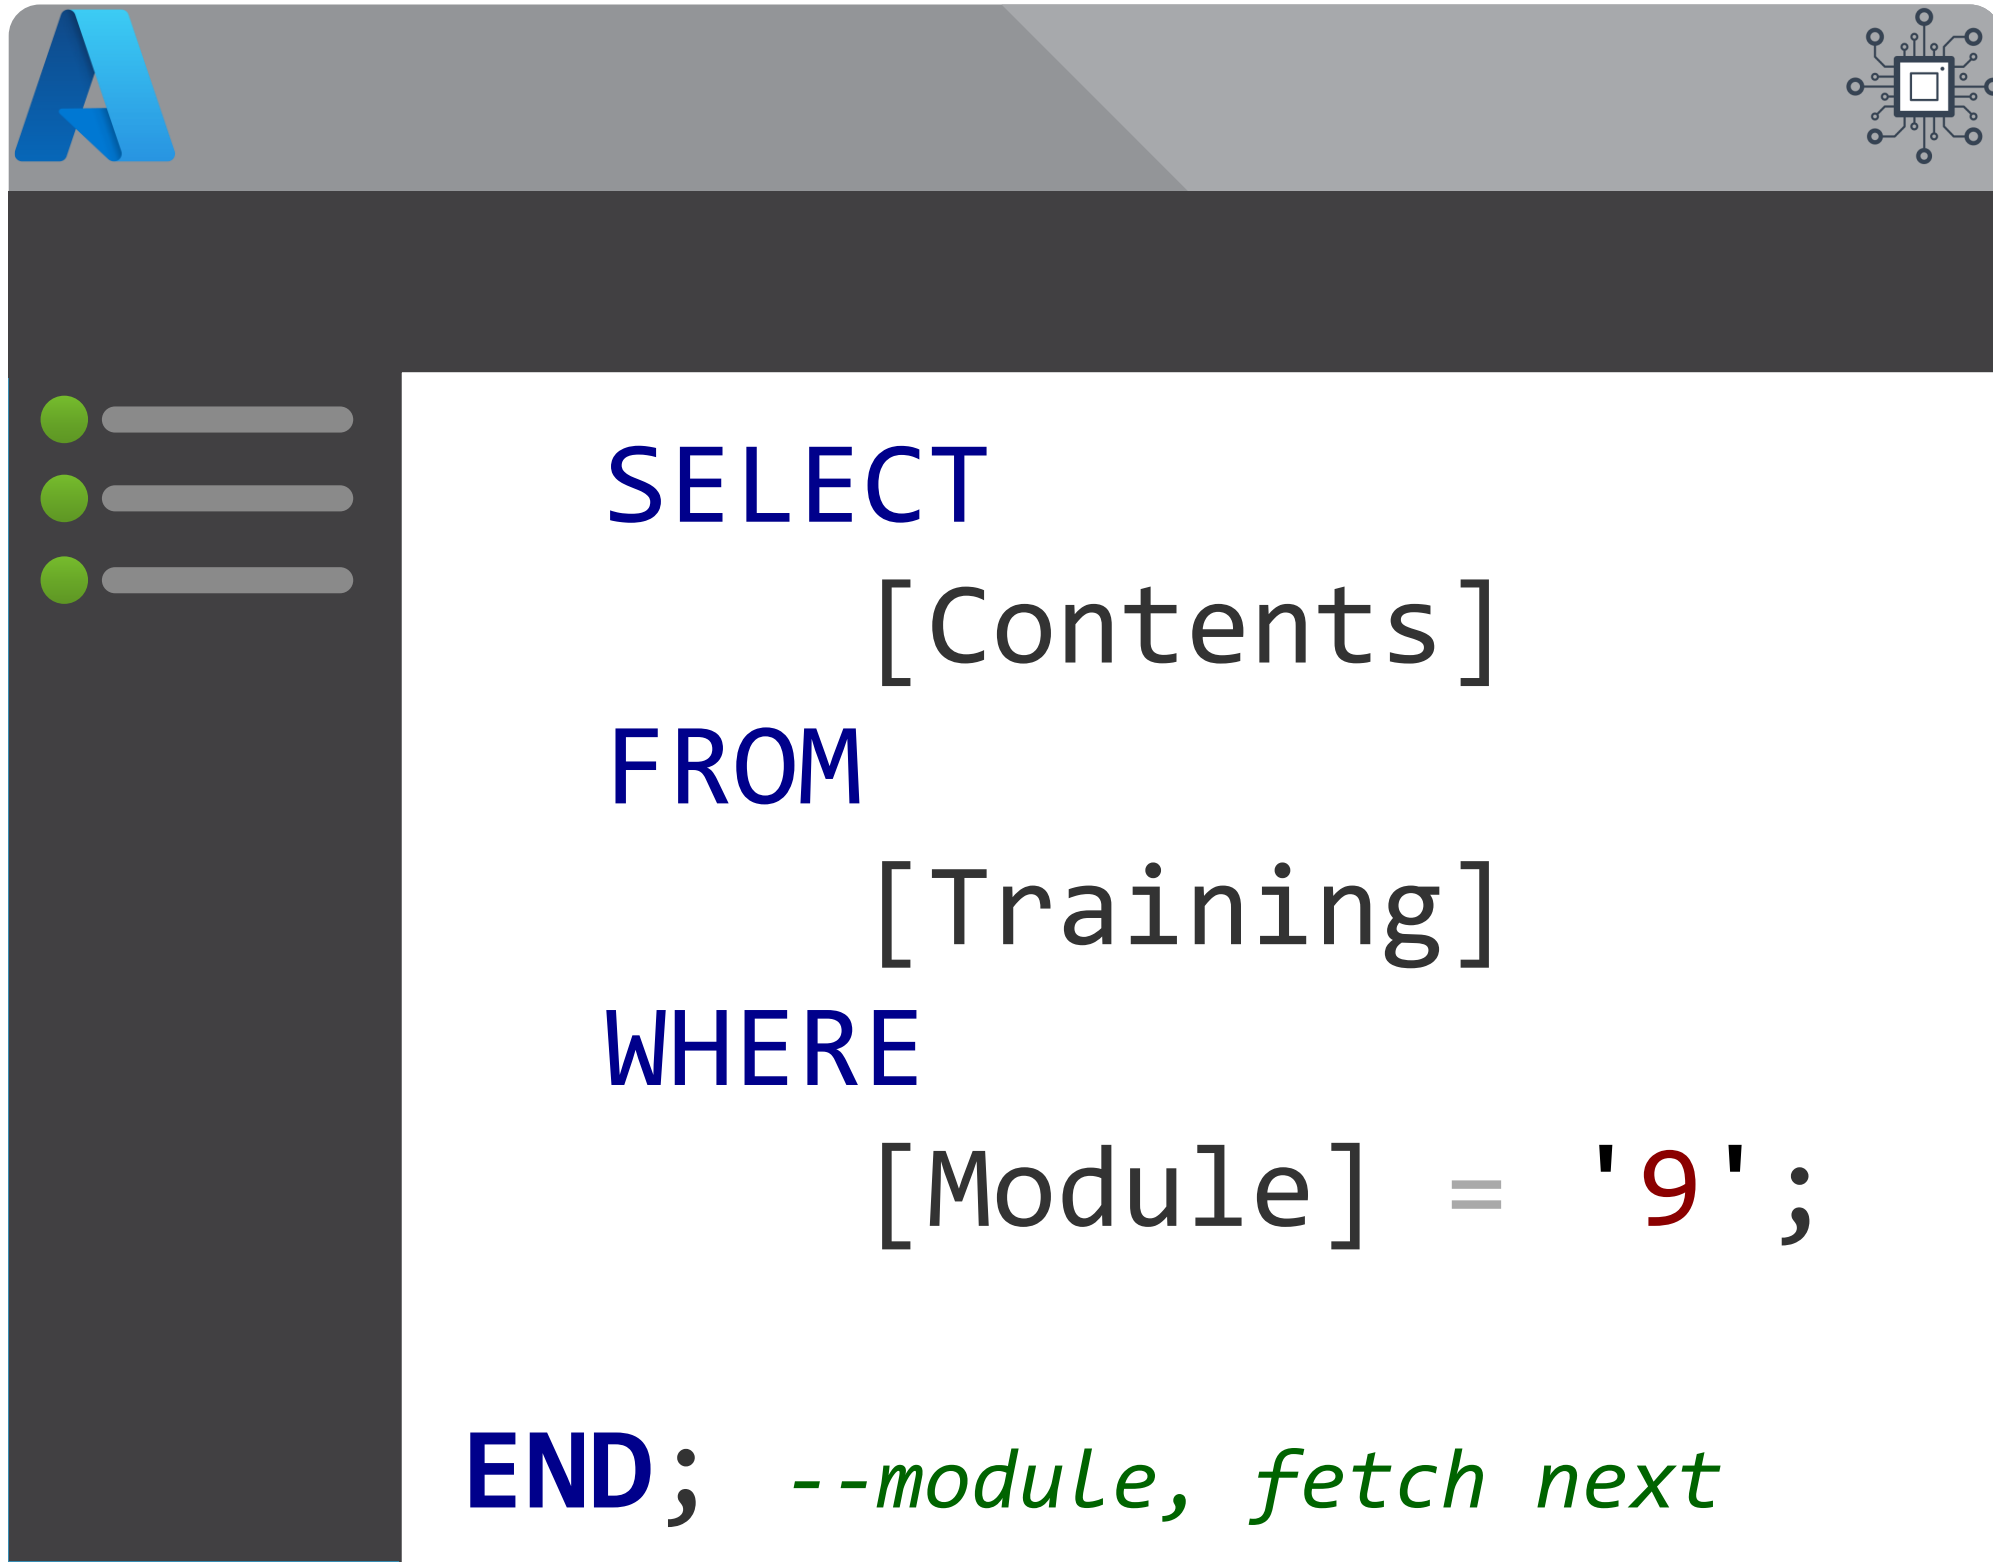 SELECT
[Contents]
FROM
[Training]
WHERE
[Module] = '9';
END; --module, fetch next